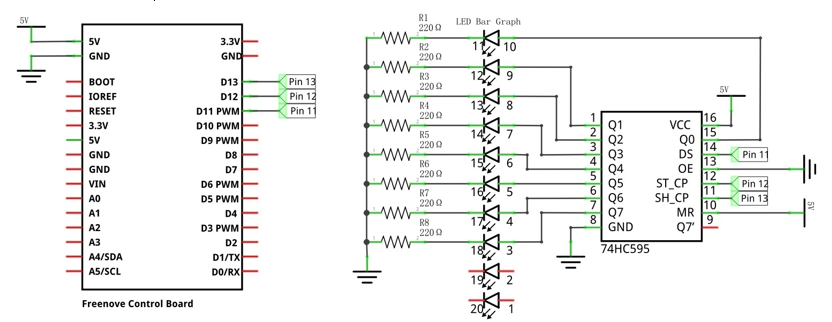 5V
5V 3.3V
GND GND
BOOT D13 Pin 13
IOREF D12 Pin 12
RESET D11 PWM Pin 11
3.3V D10 PWM
5V D9 PWM
GND D8
GND D7
VIN D6 PWM
A0 D5 PWM
A1 D4
A2 D3 PWM
A3 D2
A4/SDA D1/TX
A5/SCL D0/RX
Freenove Control Board
LED Bar Graph
R1
220 Ω
11 10
R2
220 Ω
12 9
R3
220 Ω
13 8
R4
220 Ω
14 7
R5
220 Ω
15 6
R6
220 Ω
16 5
R7
220 Ω
17 4
R8
220 Ω
18 3
19 2
20 1
5V
1 Q1 VCC 16
2 Q2 Q0 15
3 Q3 DS 14 Pin 11
4 Q4 OE 13
5 Q5 ST_CP 12 Pin 12
6 Q6 SH_CP 11 Pin 13
7 Q7 MR 10 5V
8 GND Q7' 9
74HC595